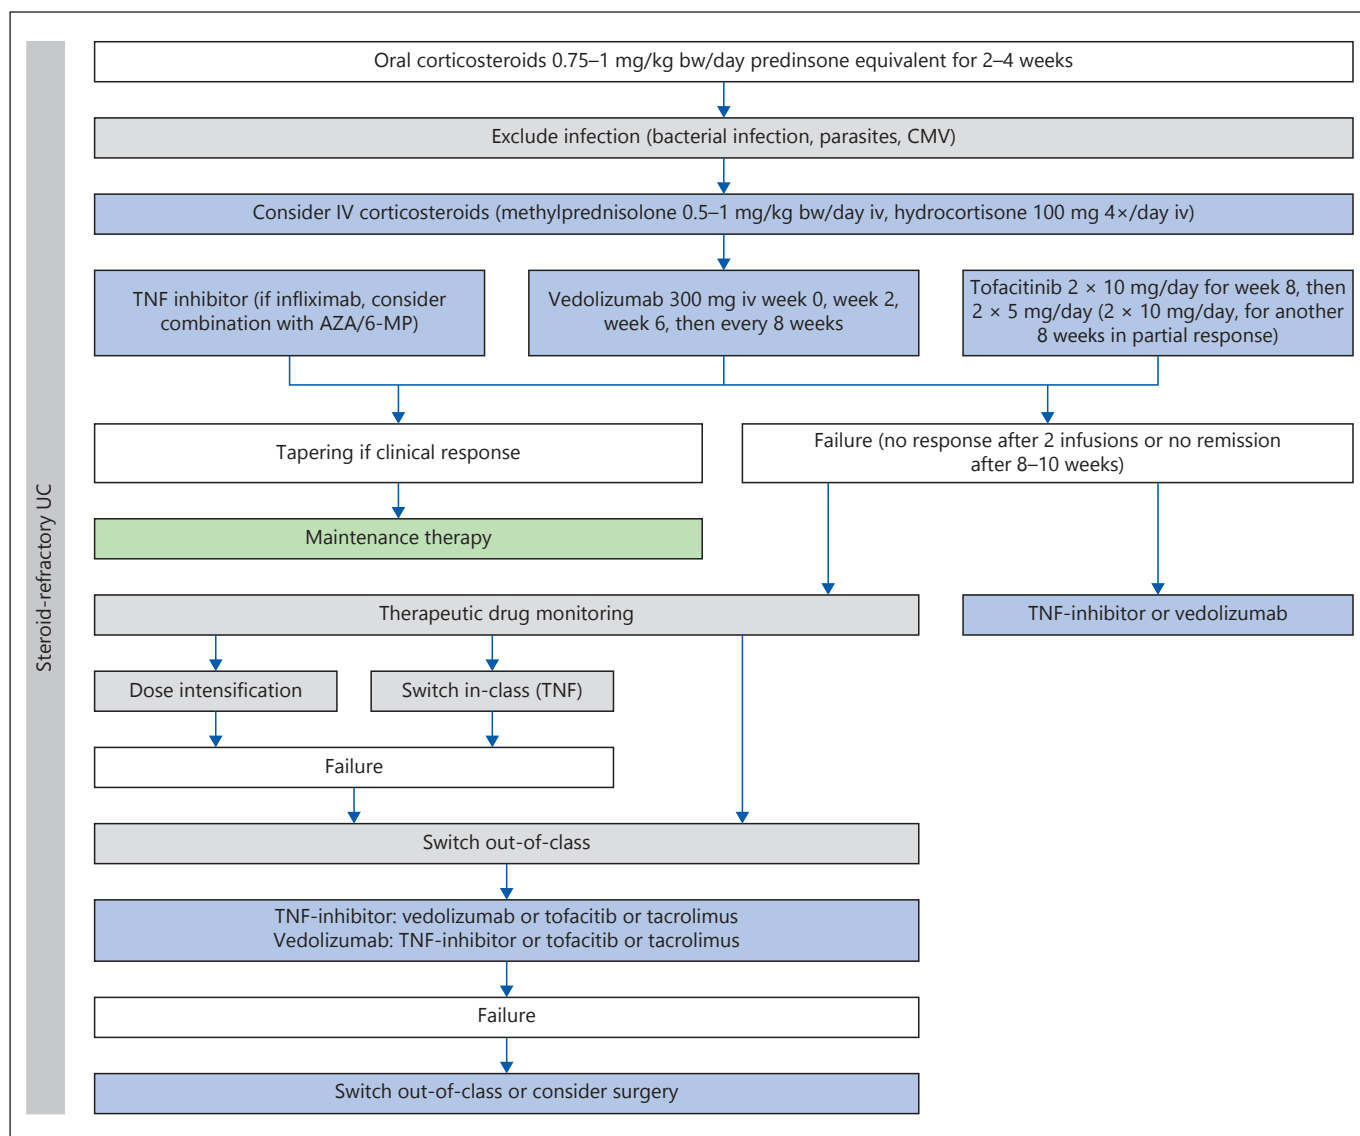 Steroid-refractory UC
Oral corticosteroids 0.75–1 mg/kg bw/day predinsone equivalent for 2–4 weeks
Exclude infection (bacterial infection, parasites, CMV)
Consider IV corticosteroids (methylprednisolone 0.5–1 mg/kg bw/day iv, hydrocortisone 100 mg 4×/day iv)
TNF inhibitor (if infliximab, consider
combination with AZA/6-MP)
Vedolizumab 300 mg iv week 0, week 2,
week 6, then every 8 weeks
Tofacitinib 2 × 10 mg/day for week 8, then
2 × 5 mg/day (2 × 10 mg/day, for another
8 weeks in partial response)
Tapering if clinical response
Failure (no response after 2 infusions or no remission
after 8–10 weeks)
Maintenance therapy
Therapeutic drug monitoring
TNF-inhibitor or vedolizumab
Dose intensification
Switch in-class (TNF)
Failure
Switch out-of-class
TNF-inhibitor: vedolizumab or tofacitib or tacrolimus
Vedolizumab: TNF-inhibitor or tofacitib or tacrolimus
Failure
Switch out-of-class or consider surgery